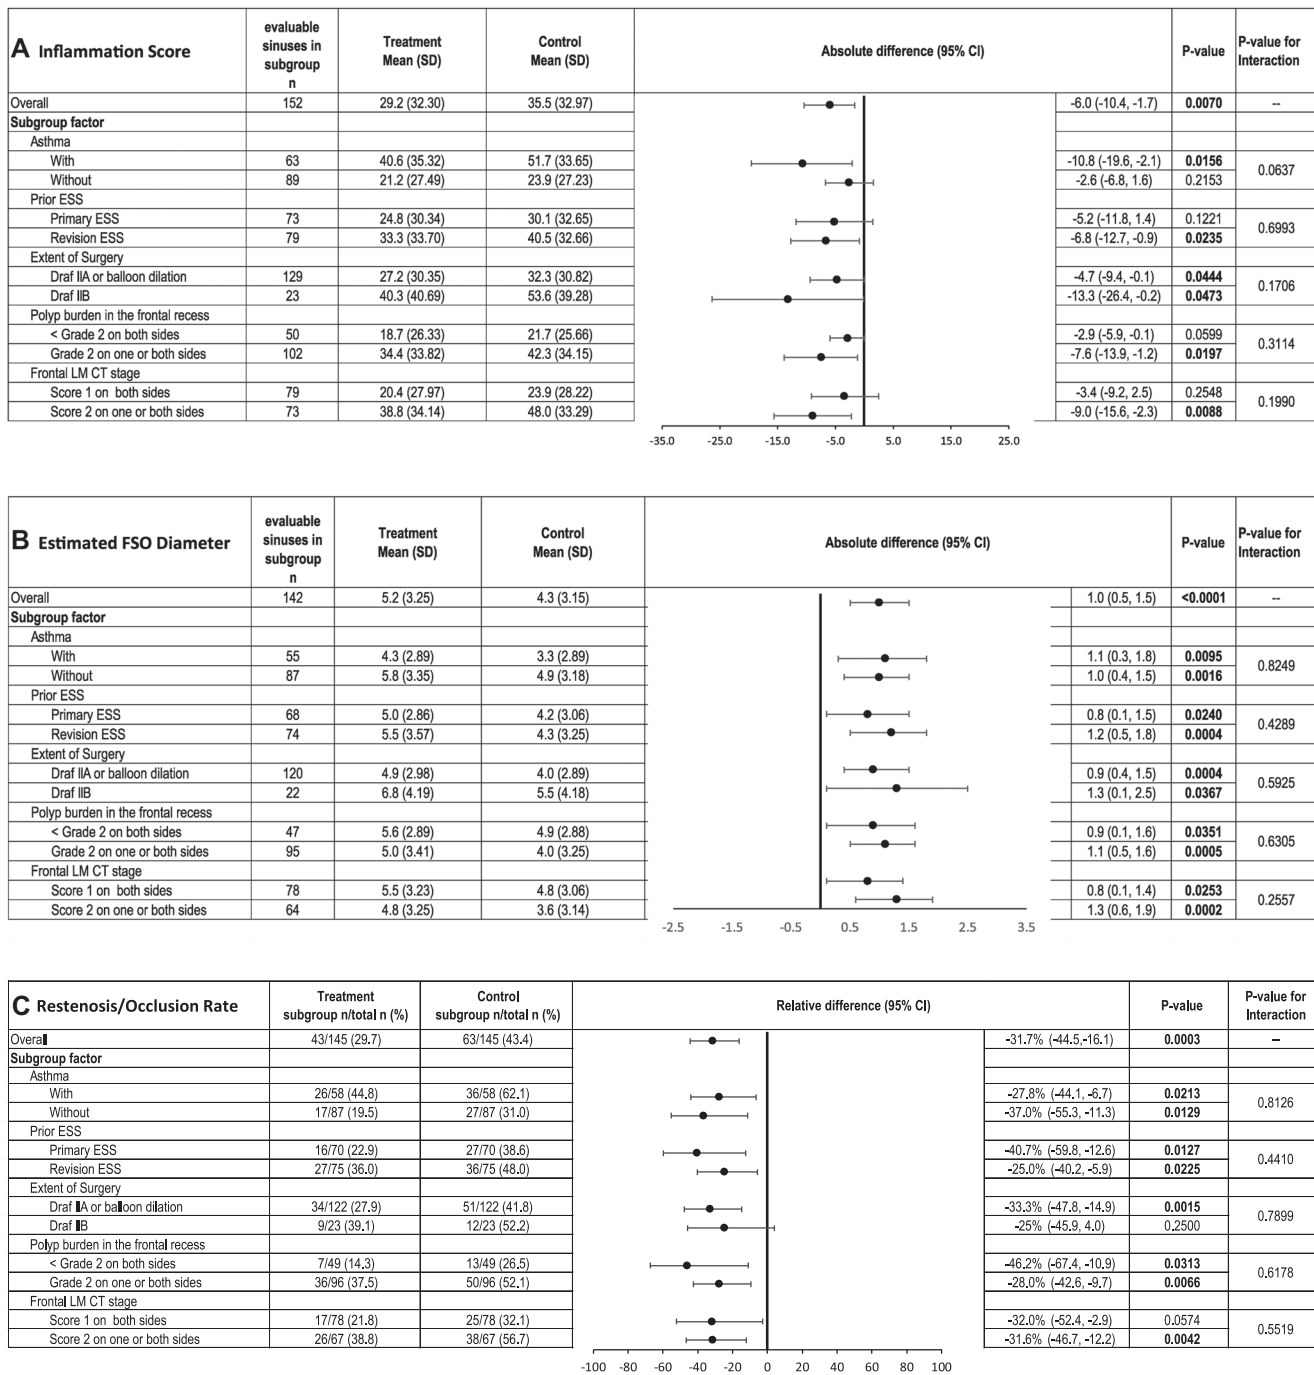 A Inflammation Score | evaluable sinuses in subgroup n | Treatment Mean (SD) | Control Mean (SD) | Absolute difference (95% CI) | P-value | P-value for Interaction
Overall 152 29.2 (32.30) 35.5 (32.97) -6.0 (-10.4, -1.7) 0.0070 --
Subgroup factor
Asthma
With 63 40.6 (35.32) 51.7 (33.65) -10.8 (-19.6, -2.1) 0.0156
0.0637
Without 89 21.2 (27.49) 23.9 (27.23) -2.6 (-6.8, 1.6) 0.2153
Prior ESS
Primary ESS 73 24.8 (30.34) 30.1 (32.65) -5.2 (-11.8, 1.4) 0.1221
0.6993
Revision ESS 79 33.3 (33.70) 40.5 (32.66) -6.8 (-12.7, -0.9) 0.0235
Extent of Surgery
Draf IIA or balloon dilation 129 27.2 (30.35) 32.3 (30.82) -4.7 (-9.4, -0.1) 0.0444
0.1706
Draf IIB 23 40.3 (40.69) 53.6 (39.28) -13.3 (-26.4, -0.2) 0.0473
Polyp burden in the frontal recess
< Grade 2 on both sides 50 18.7 (26.33) 21.7 (25.66) -2.9 (-5.9, -0.1) 0.0599
0.3114
Grade 2 on one or both sides 102 34.4 (33.82) 42.3 (34.15) -7.6 (-13.9, -1.2) 0.0197
Frontal LM CT stage
Score 1 on both sides 79 20.4 (27.97) 23.9 (28.22) -3.4 (-9.2, 2.5) 0.2548
0.1990
Score 2 on one or both sides 73 38.8 (34.14) 48.0 (33.29) -9.0 (-15.6, -2.3) 0.0088
-35.0 -15.0 -5.0 5.0 15.0 25.0
B Estimated FSO Diameter | evaluable sinuses in subgroup n | Treatment Mean (SD) | Control Mean (SD) | Absolute difference (95% CI) | P-value | P-value for Interaction
Overall 142 5.2 (3.25) 4.3 (3.15) 1.0 (0.5, 1.5) <0.0001 --
Subgroup factor
Asthma
With 55 4.3 (2.89) 3.3 (2.89) 1.1 (0.3, 1.8) 0.0095
0.8249
Without 87 5.8 (3.35) 4.9 (3.18) 1.0 (0.4, 1.5) 0.0016
Prior ESS
Primary ESS 68 5.0 (2.86) 4.2 (3.06) 0.8 (0.1, 1.5) 0.0240
0.4289
Revision ESS 74 5.5 (3.57) 4.3 (3.25) 1.2 (0.5, 1.8) 0.0004
Extent of Surgery
Draf IIA or balloon dilation 120 4.9 (2.98) 4.0 (2.89) 0.9 (0.4, 1.5) 0.0004
0.5925
Draf IIB 22 6.8 (4.19) 5.5 (4.18) 1.3 (0.1, 2.5) 0.0367
Polyp burden in the frontal recess
< Grade 2 on both sides 47 5.6 (2.89) 4.9 (2.88) 0.9 (0.1, 1.6) 0.0351
0.6305
Grade 2 on one or both sides 95 5.0 (3.41) 4.0 (3.25) 1.1 (0.5, 1.6) 0.0005
Frontal LM CT stage
Score 1 on both sides 78 5.5 (3.23) 4.8 (3.06) 0.8 (0.1, 1.4) 0.0253
0.2557
Score 2 on one or both sides 64 4.8 (3.25) 3.6 (3.14) 1.3 (0.6, 1.9) 0.0002
-2.5 -1.5 -0.5 0.5 1.5 2.5 3.5
C Restenosis/Occlusion Rate | Treatment subgroup n/total n (%) | Control subgroup n/total n (%) | Relative difference (95% CI) | P-value | P-value for Interaction
Overall 43/145 (29.7) 63/145 (43.4) -31.7% (-44.5,-16.1) 0.0003 –
Subgroup factor
Asthma
With 26/58 (44.8) 36/58 (62.1) -27.8% (-44.1, -6.7) 0.0213
0.8126
Without 17/87 (19.5) 27/87 (31.0) -37.0% (-55.3, -11.3) 0.0129
Prior ESS
Primary ESS 16/70 (22.9) 27/70 (38.6) -40.7% (-59.8, -12.6) 0.0127
0.4410
Revision ESS 27/75 (36.0) 36/75 (48.0) -25.0% (-40.2, -5.9) 0.0225
Extent of Surgery
Draf IIA or balloon dilation 34/122 (27.9) 51/122 (41.8) -33.3% (-47.8, -14.9) 0.0015
0.7899
Draf IIB 9/23 (39.1) 12/23 (52.2) -25% (-45.9, 4.0) 0.2500
Polyp burden in the frontal recess
< Grade 2 on both sides 7/49 (14.3) 13/49 (26.5) -46.2% (-67.4, -10.9) 0.0313
0.6178
Grade 2 on one or both sides 36/96 (37.5) 50/96 (52.1) -28.0% (-42.6, -9.7) 0.0066
Frontal LM CT stage
Score 1 on both sides 17/78 (21.8) 25/78 (32.1) -32.0% (-52.4, -2.9) 0.0574
0.5519
Score 2 on one or both sides 26/67 (38.8) 38/67 (56.7) -31.6% (-46.7, -12.2) 0.0042
-100 -80 -60 -40 -20 0 20 40 60 80 100